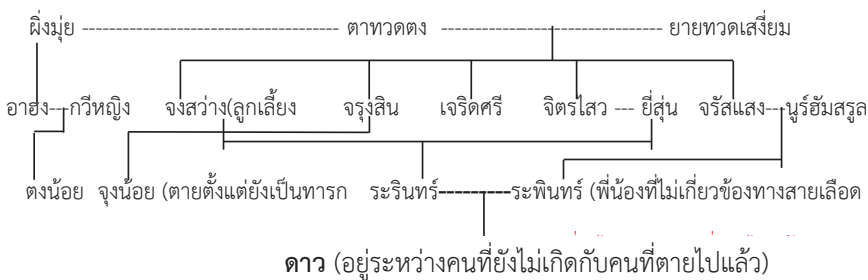 ผิ่งมุ่ย ตาทวดตง ยายทวดเสงี่ยม
อาฮง---กวีหญิง จงสว่าง(ลูกเลี้ยง จรุงสิน เจริดศรี จิตรไสว --- ยี่สุ่น จรัสแสง---นูร์ฮัมสรูล
ตงน้อย จุงน้อย (ตายตั้งแต่ยังเป็นทารก ระรินทร์----------ระพินทร์ (พี่น้องที่ไม่เกี่ยวข้องทางสายเลือด
ดาว (อยู่ระหว่างคนที่ยังไม่เกิดกับคนที่ตายไปแล้ว)